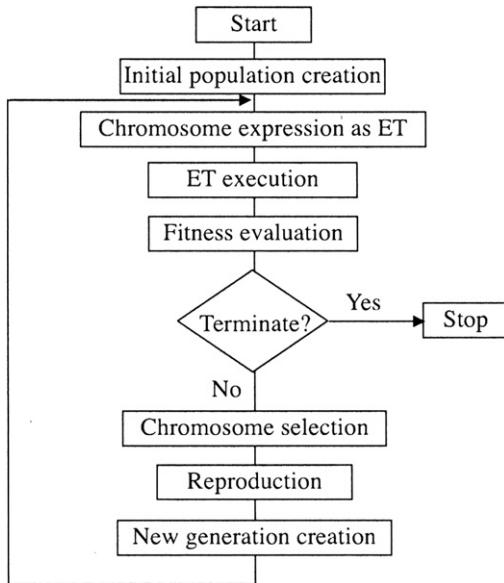 Start
Initial population creation
Chromosome expression as ET
ET execution
Fitness evaluation
Terminate?
Yes
Stop
No
Chromosome selection
Reproduction
New generation creation